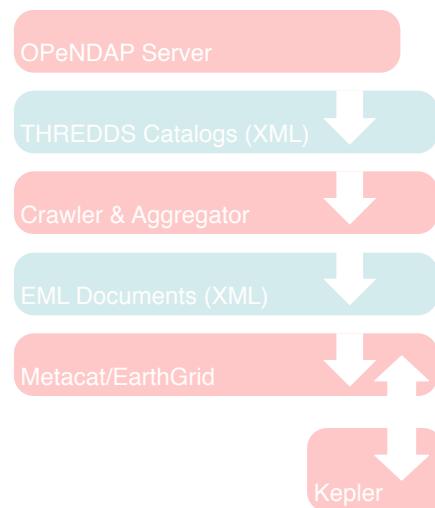 OPeNDAP Server
THREDDS Catalogs (XML)
Crawler & Aggregator
EML Documents (XML)
Metacat/EarthGrid
Kepler